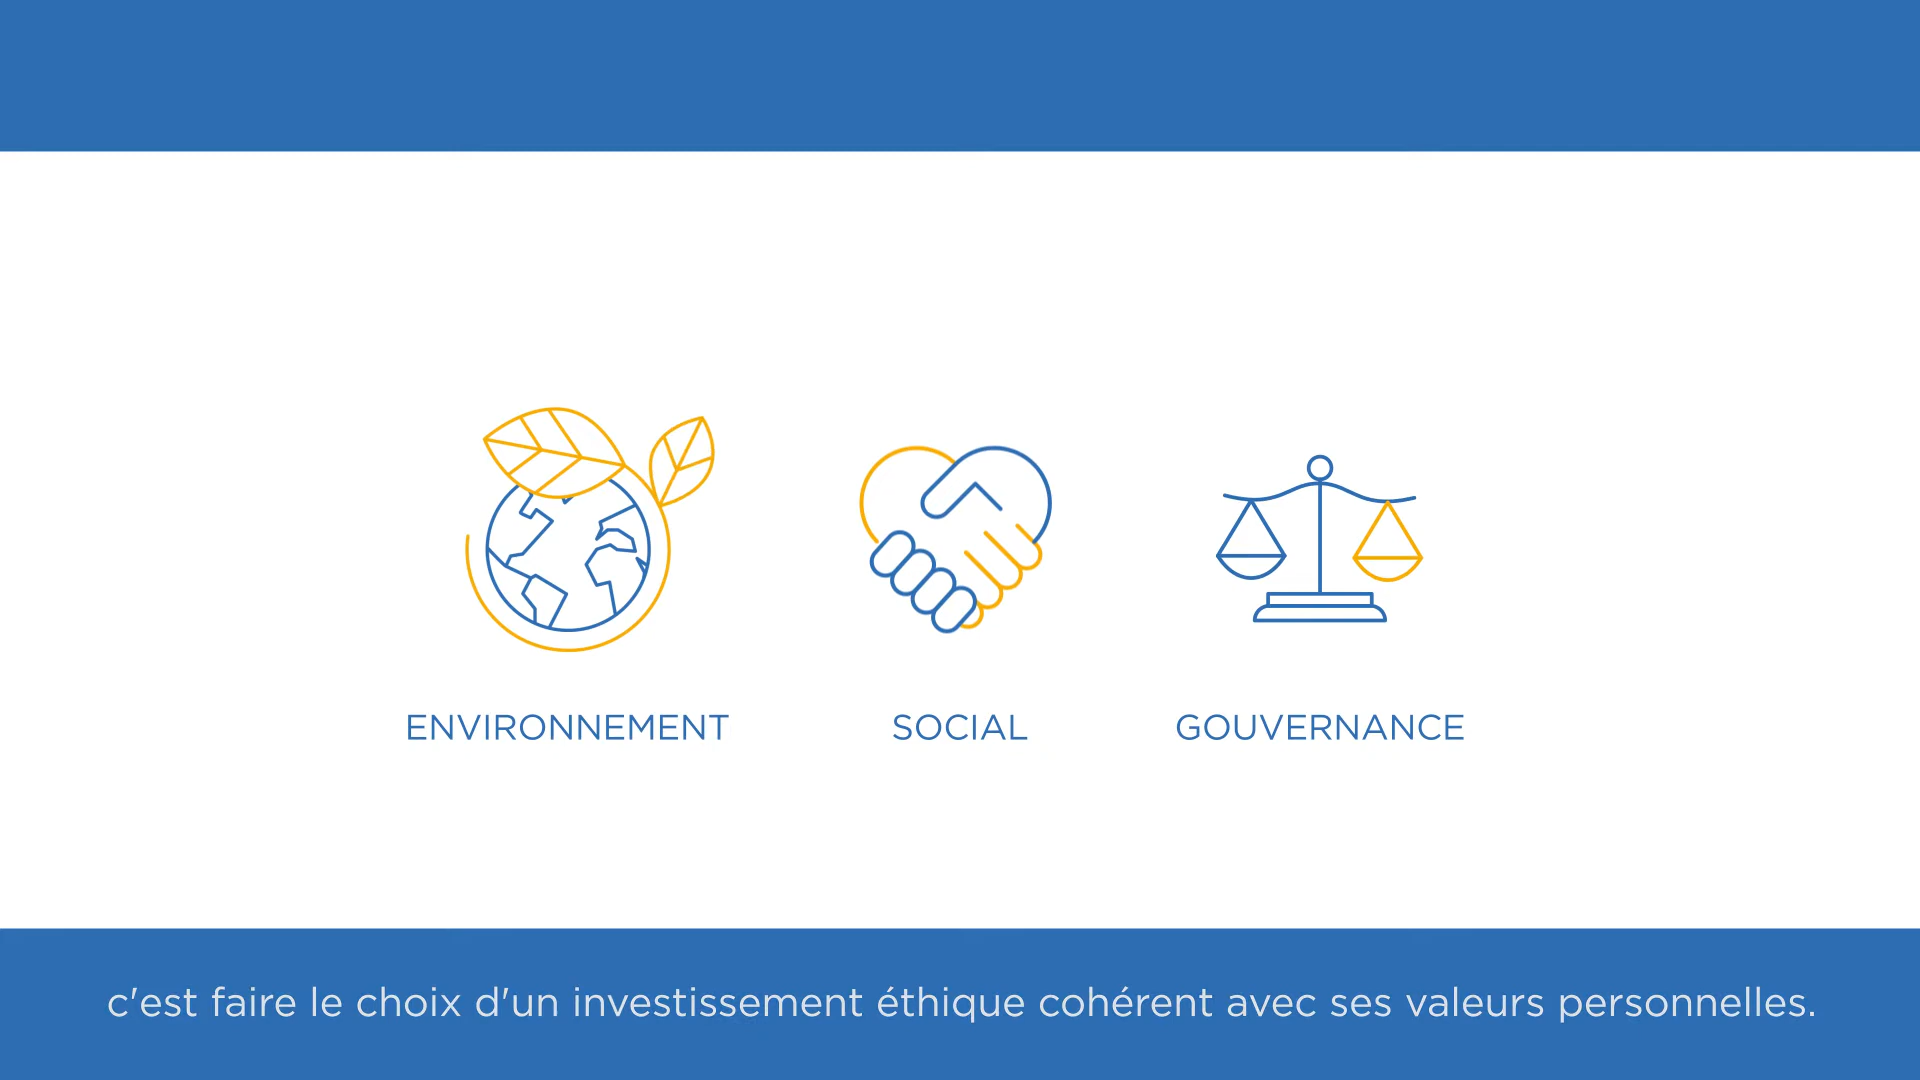 ENVIRONNEMENT
SOCIAL
GOUVERNANCE
c'est faire le choix d'un investissement éthique cohérent avec ses valeurs personnelles.